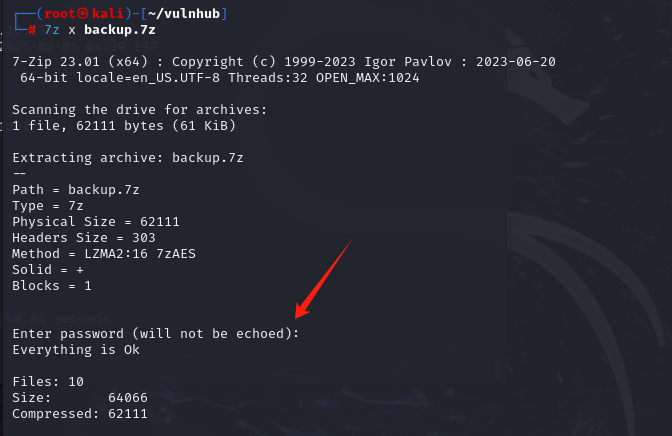 ┌──(root㉿kali)-[~/vulnhub]
└─# 7z x backup.7z
2025-02-05 04:39 EST
7-Zip 23.01 (x64) : Copyright (c) 1999-2023 Igor Pavlov : 2023-06-20
64-bit locale=en_US.UTF-8 Threads:32 OPEN_MAX:1024
Scanning the drive for archives:
1 file, 62111 bytes (61 KiB)
Extracting archive: backup.7z
--
Path = backup.7z
Type = 7z
Physical Size = 62111
Headers Size = 303
Method = LZMA2:16 7zAES
Solid = +
Blocks = 1
48.86 seconds
Enter password (will not be echoed):
Everything is Ok
Files: 10
Size: 64066
Compressed: 62111